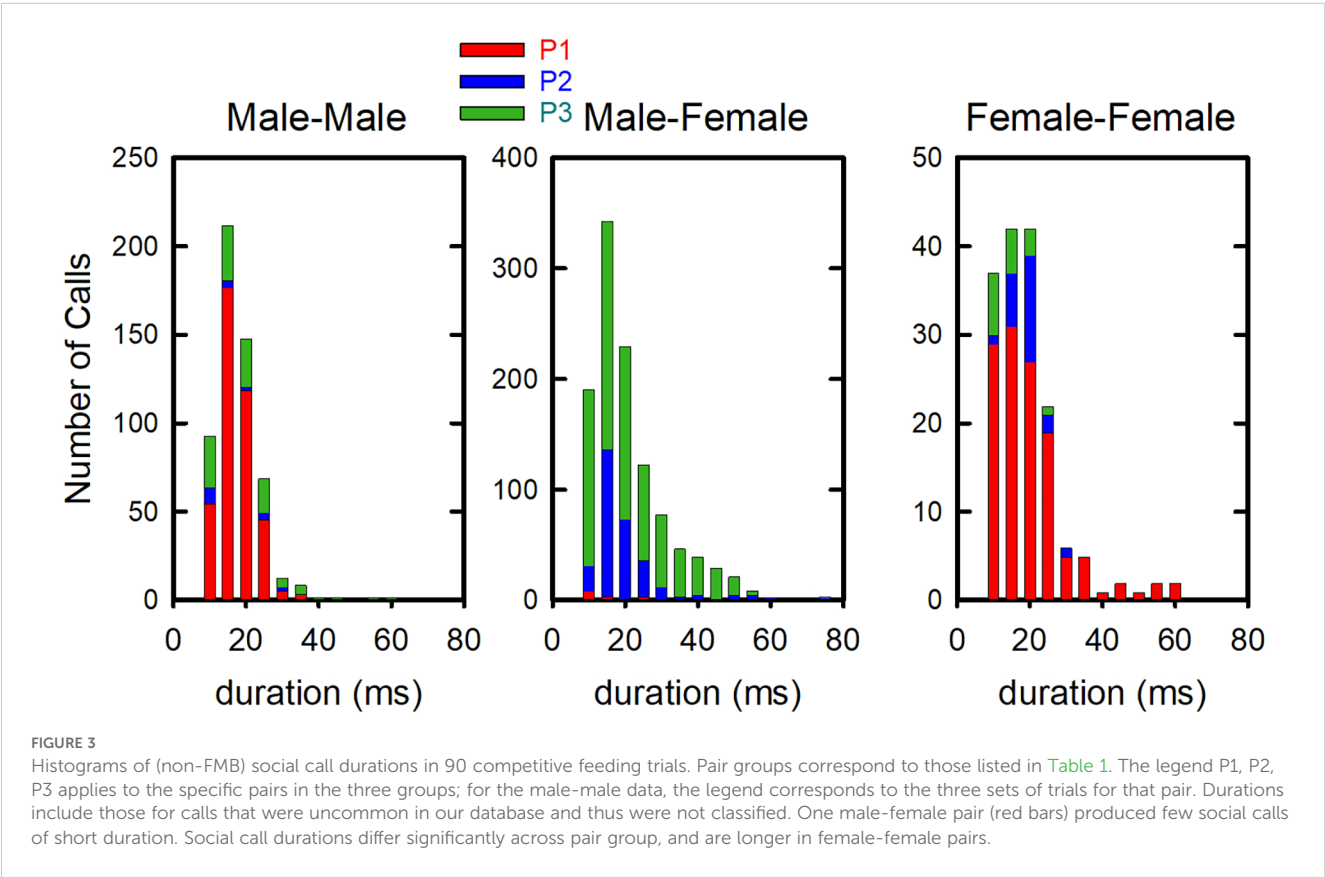 P1
P2
P3
Male-Male
Male-Female
Female-Female
Number of Calls
250
200
150
100
50
0
0 20 40 60 80
duration (ms)
400
300
200
100
0
0 20 40 60 80
duration (ms)
50
40
30
20
10
0
0 20 40 60 80
duration (ms)
FIGURE 3
Histograms of (non-FMB) social call durations in 90 competitive feeding trials. Pair groups correspond to those listed in Table 1. The legend P1, P2,
P3 applies to the specific pairs in the three groups; for the male-male data, the legend corresponds to the three sets of trials for that pair. Durations
include those for calls that were uncommon in our database and thus were not classified. One male-female pair (red bars) produced few social calls
of short duration. Social call durations differ significantly across pair group, and are longer in female-female pairs.